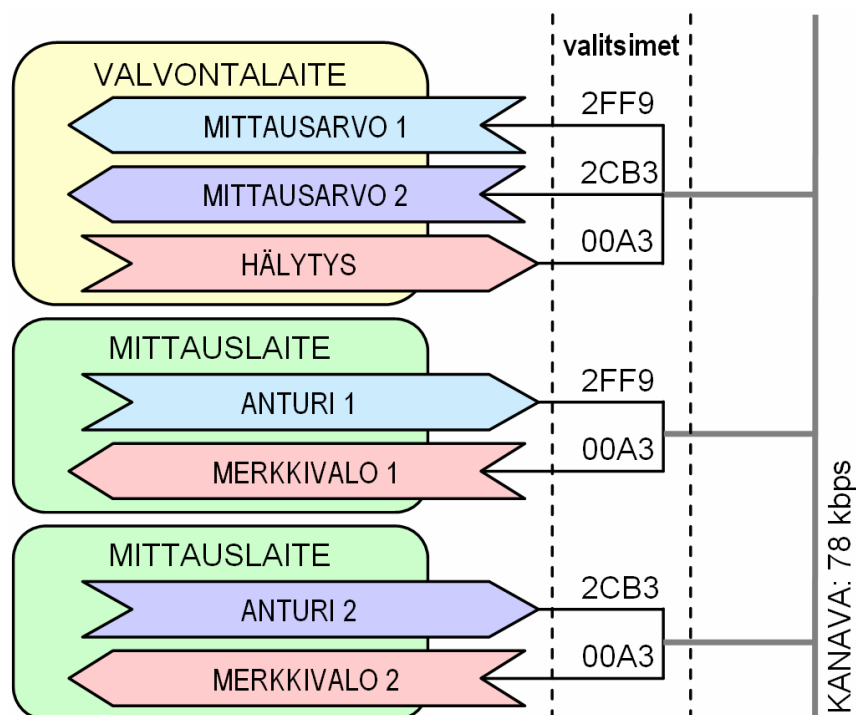 valitsimet
VALVONTALAITE
MITTAUSARVO 1
2FF9
MITTAUSARVO 2
2CB3
HÄLYTYS
00A3
MITTAUSLAITE
ANTURI 1
2FF9
MERKKIVALO 1
00A3
MITTAUSLAITE
ANTURI 2
2CB3
MERKKIVALO 2
00A3
KANAVA: 78 kbps